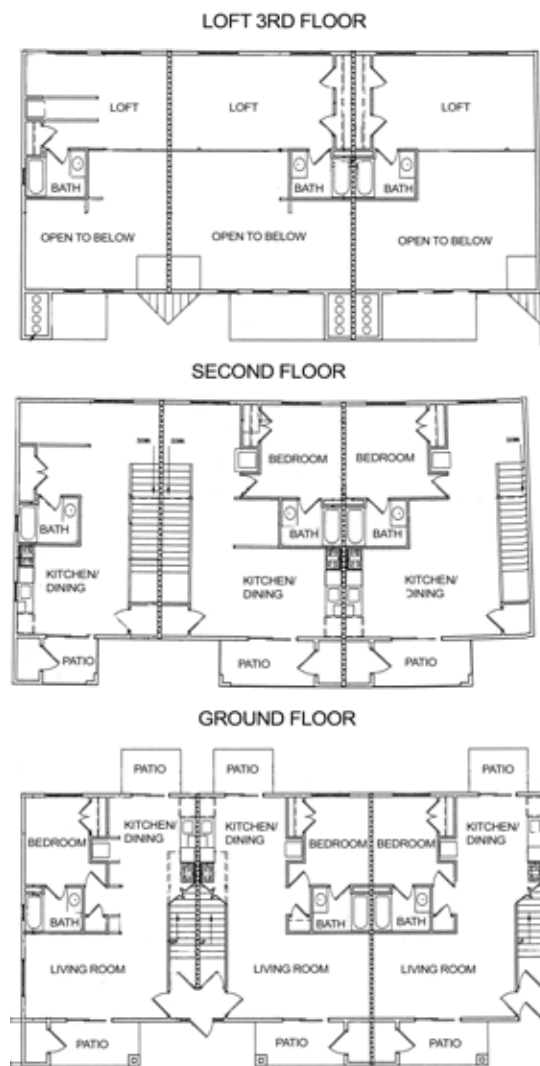 LOFT 3RD FLOOR
LOFT
LOFT
LOFT
BATH
BATH
BATH
OPEN TO BELOW
OPEN TO BELOW
OPEN TO BELOW
SECOND FLOOR
DOWN
DOWN
DOWN
BEDROOM
BEDROOM
BATH
BATH
BATH
KITCHEN/
DINING
KITCHEN/
DINING
KITCHEN/
DINING
PATIO
PATIO
PATIO
GROUND FLOOR
PATIO
PATIO
PATIO
KITCHEN/
DINING
KITCHEN/
DINING
KITCHEN/
DINING
BEDROOM
BEDROOM
BEDROOM
BATH
BATH
BATH
LIVING ROOM
LIVING ROOM
LIVING ROOM
PATIO
PATIO
PATIO